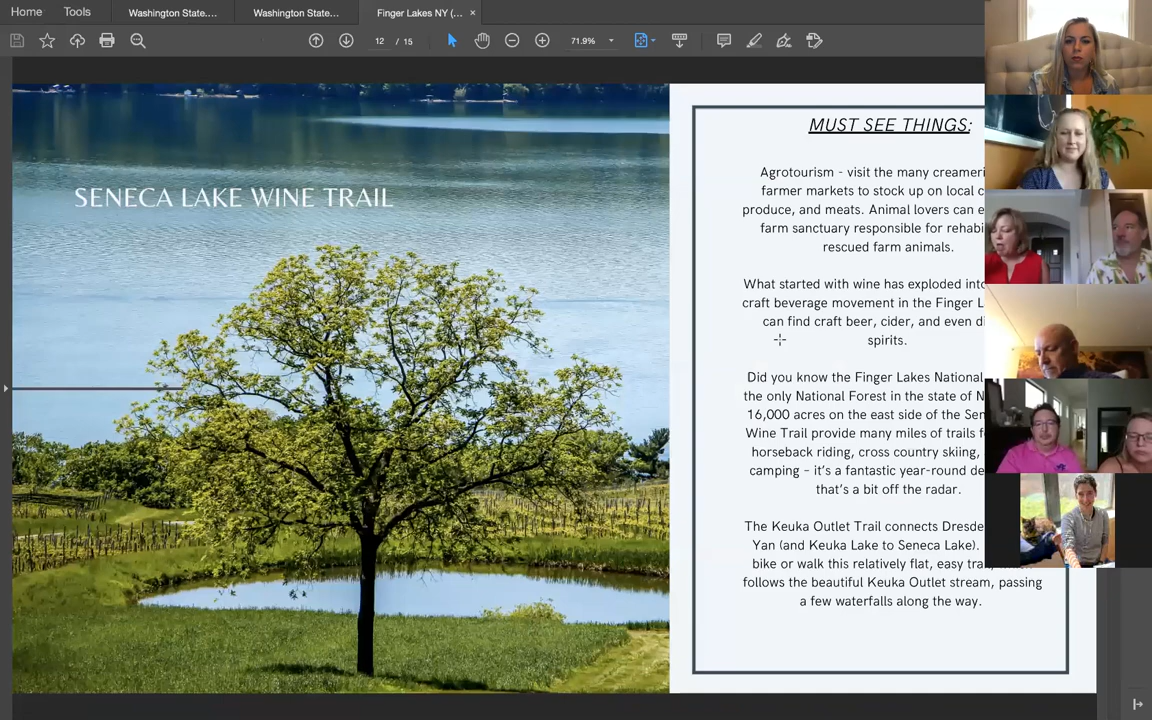 Home
Tools
Washington State....
Washington State...
Finger Lakes NY (...
12 / 15
71.9%
SENECA LAKE WINE TRAIL
MUST SEE THINGS:
Agrotourism - visit the many
farmer markets to stock up on local
produce, and meats. Animal lovers can
farm sanctuary responsible for
rescued farm animals.
What started with wine has exploded
craft beverage movement in the Finger
can find craft beer, cider, and even
spirits.
Did you know the Finger Lakes National
the only National Forest in the state of
16,000 acres on the east side of the
Wine Trail provide many miles of trails
horseback riding, cross country skiing,
camping – it's a fantastic year-round
that's a bit off the radar.
The Keuka Outlet Trail connects
Yan (and Keuka Lake to Seneca Lake).
bike or walk this relatively flat, easy
follows the beautiful Keuka Outlet stream, passing
a few waterfalls along the way.